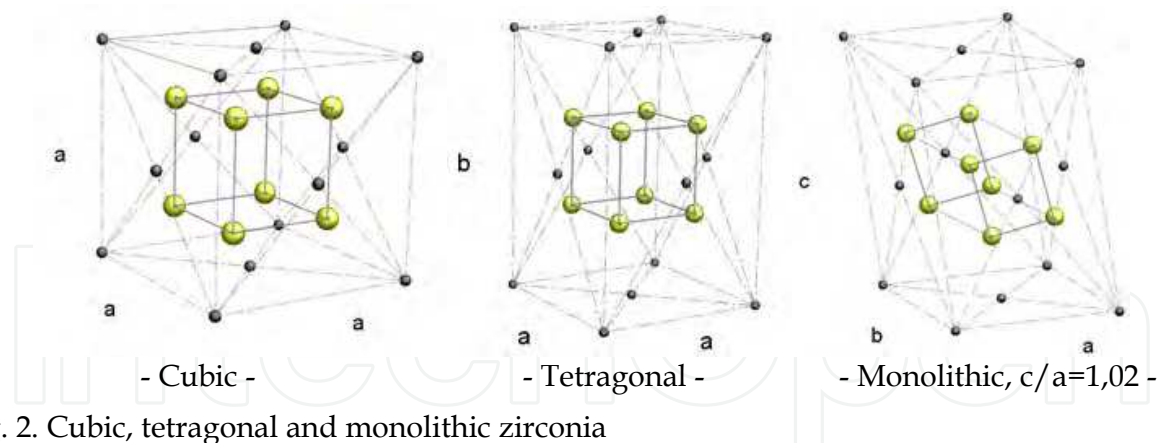 a
b
c
a
a
a
a
b
a
- Cubic -
- Tetragonal -
- Monolithic, c/a=1,02 -
. 2. Cubic, tetragonal and monolithic zirconia